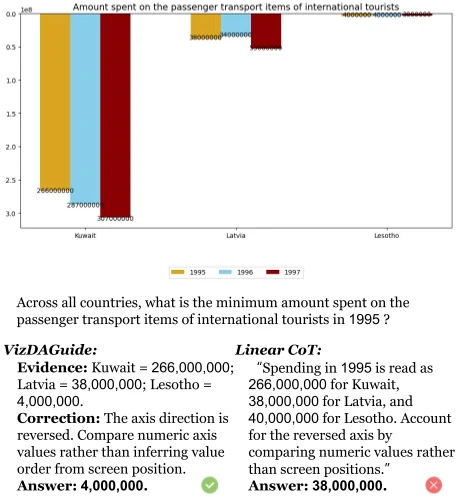 Amount spent on the passenger transport items of international tourists
1e8
0.0
0.5
1.0
1.5
2.0
2.5
3.0
266000000
287000000
307000000
38000000
34000000
4000000
4000000
Kuwait
Latvia
Lesotho
1995
1996
1997
Across all countries, what is the minimum amount spent on the
passenger transport items of international tourists in 1995 ?
VizDAGuide:
Evidence: Kuwait = 266,000,000;
Latvia = 38,000,000; Lesotho =
4,000,000.
Correction: The axis direction is
reversed. Compare numeric axis
values rather than inferring value
order from screen position.
Answer: 4,000,000.
Linear CoT:
"Spending in 1995 is read as
266,000,000 for Kuwait,
38,000,000 for Latvia, and
40,000,000 for Lesotho. Account
for the reversed axis by
comparing numeric values rather
than screen positions."
Answer: 38,000,000.